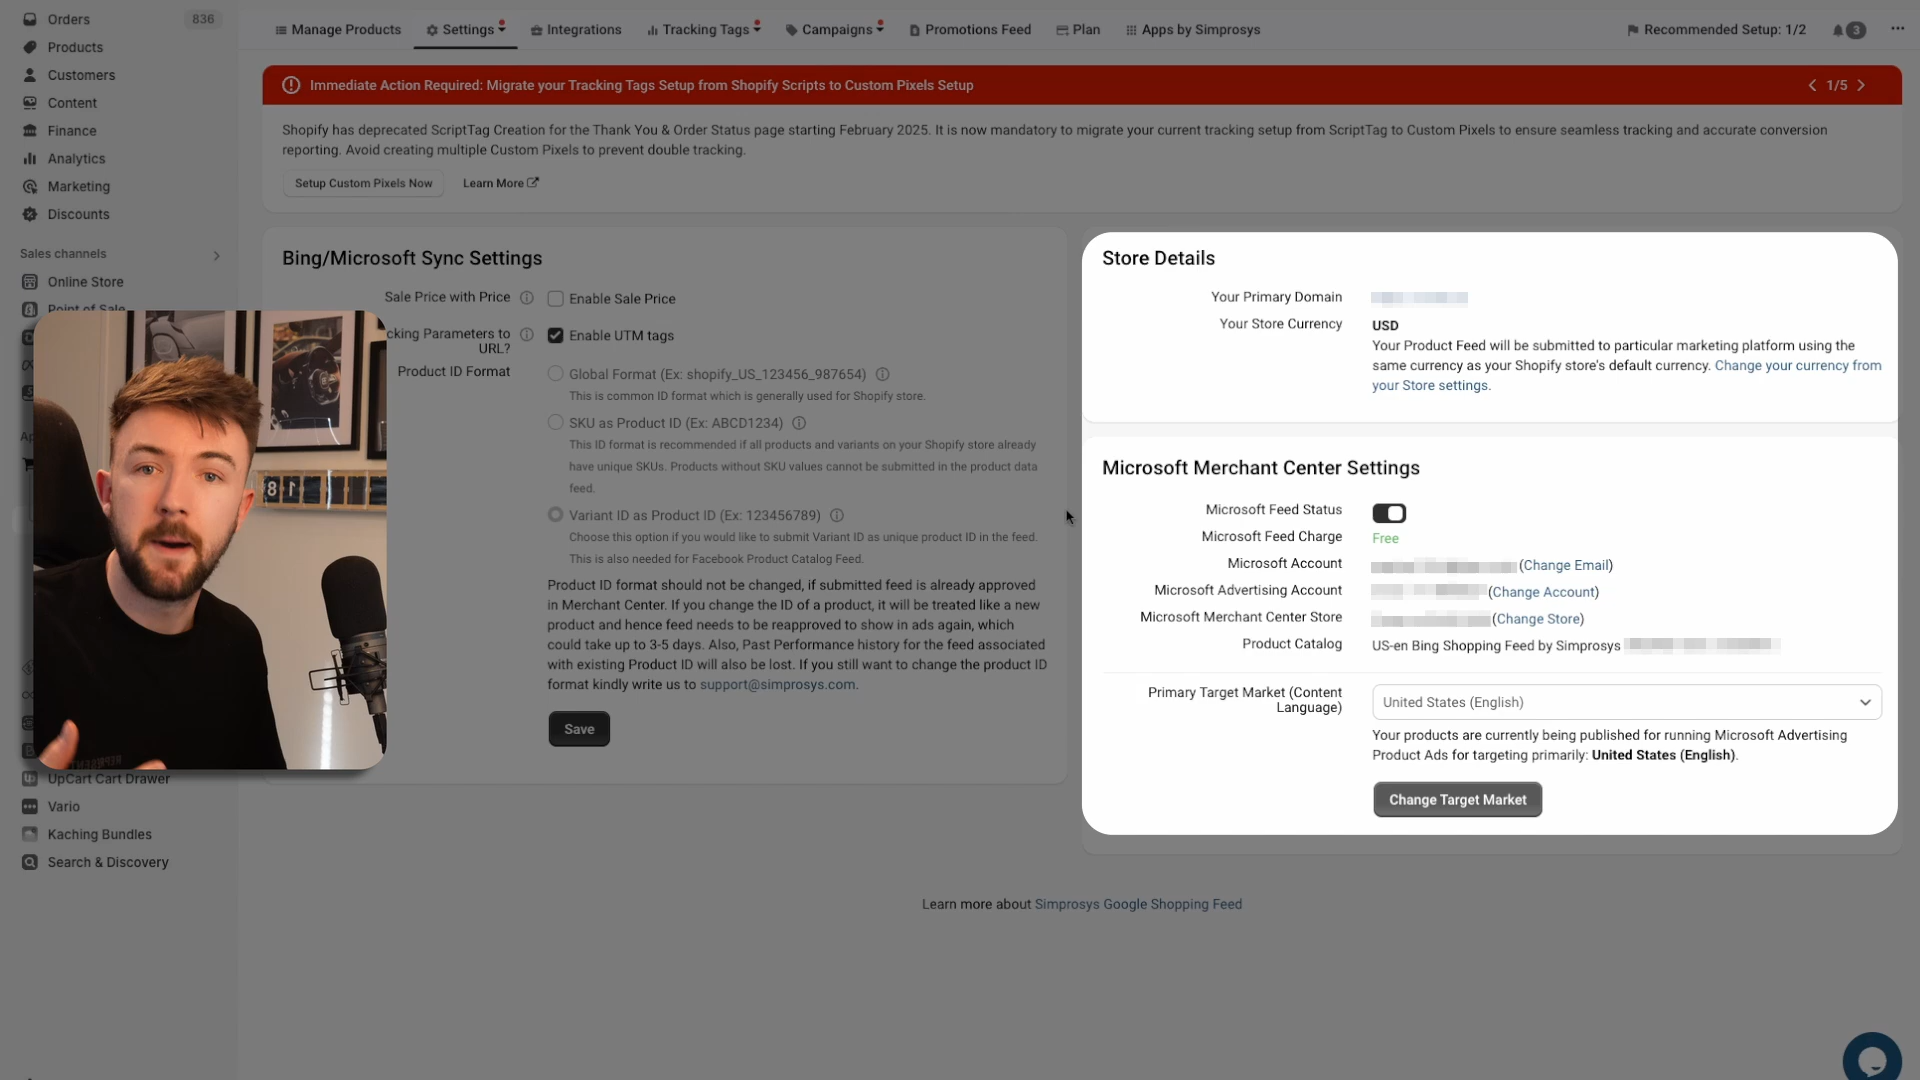 Orders
836
Products
Customers
Content
Finance
Analytics
Marketing
Discounts
Sales channels
Online Store
Point of Sale
UpCart Cart Drawer
Vario
Kaching Bundles
Search & Discovery
Manage Products
Settings
Integrations
Tracking Tags
Campaigns
Promotions Feed
Plan
Apps by Simprosys
Recommended Setup: 1/2
3
Immediate Action Required: Migrate your Tracking Tags Setup from Shopify Scripts to Custom Pixels Setup
1/5
Shopify has deprecated ScriptTag Creation for the Thank You & Order Status page starting February 2025. It is now mandatory to migrate your current tracking setup from ScriptTag to Custom Pixels to ensure seamless tracking and accurate conversion
reporting. Avoid creating multiple Custom Pixels to prevent double tracking.
Setup Custom Pixels Now
Learn More
Bing/Microsoft Sync Settings
Sale Price with Price
Enable Sale Price
cking Parameters to
URL?
Enable UTM tags
Product ID Format
Global Format (Ex: shopify_US_123456_987654)
This is common ID format which is generally used for Shopify store.
SKU as Product ID (Ex: ABCD1234)
This ID format is recommended if all products and variants on your Shopify store already
have unique SKUs. Products without SKU values cannot be submitted in the product data
feed.
Variant ID as Product ID (Ex: 123456789)
Choose this option if you would like to submit Variant ID as unique product ID in the feed.
This is also needed for Facebook Product Catalog Feed.
Product ID format should not be changed, if submitted feed is already approved
in Merchant Center. If you change the ID of a product, it will be treated like a new
product and hence feed needs to be reapproved to show in ads again, which
could take up to 3-5 days. Also, Past Performance history for the feed associated
with existing Product ID will also be lost. If you still want to change the product ID
format kindly write us to support@simprosys.com.
Save
Store Details
Your Primary Domain
Your Store Currency
USD
Your Product Feed will be submitted to particular marketing platform using the
same currency as your Shopify store's default currency. Change your currency from
your Store settings.
Microsoft Merchant Center Settings
Microsoft Feed Status
Microsoft Feed Charge
Free
Microsoft Account
(Change Email)
Microsoft Advertising Account
(Change Account)
Microsoft Merchant Center Store
(Change Store)
Product Catalog
US-en Bing Shopping Feed by Simprosys
Primary Target Market (Content
Language)
United States (English)
Your products are currently being published for running Microsoft Advertising
Product Ads for targeting primarily: United States (English).
Change Target Market
Learn more about Simprosys Google Shopping Feed